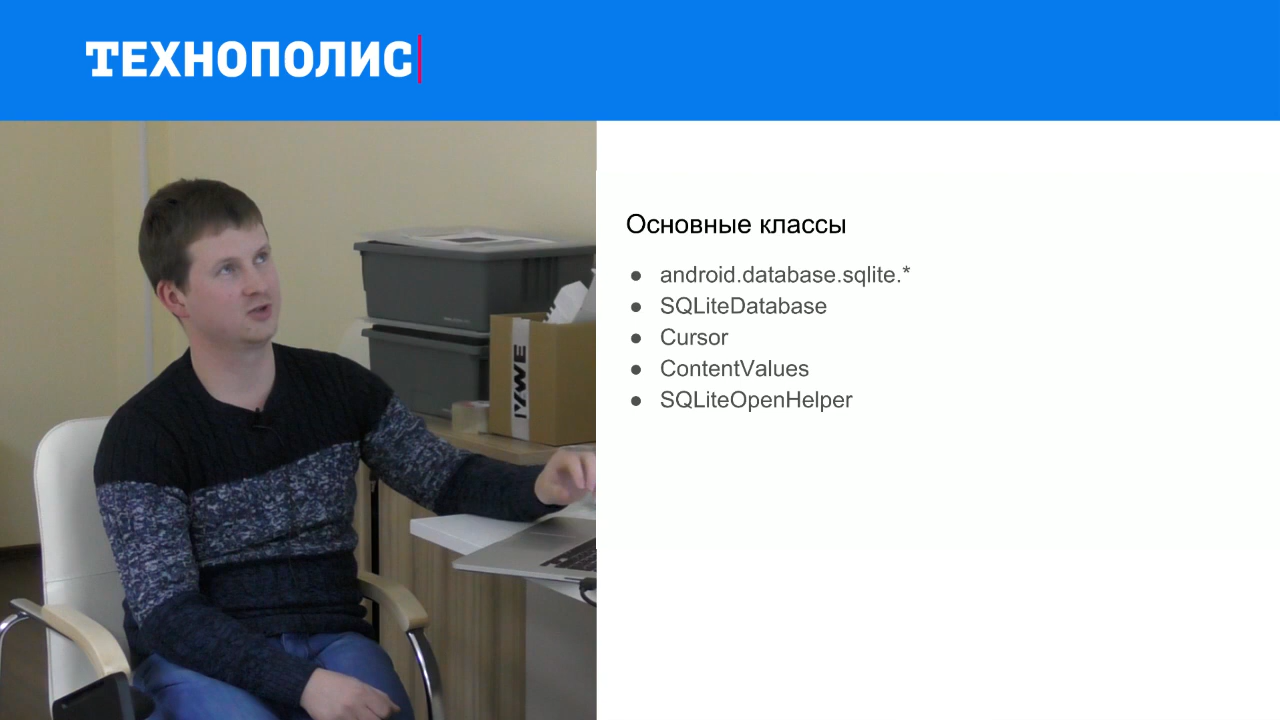 ТЕХНОПОЛИС
Основные классы
● android.database.sqlite.*
● SQLiteDatabase
● Cursor
● ContentValues
● SQLiteOpenHelper